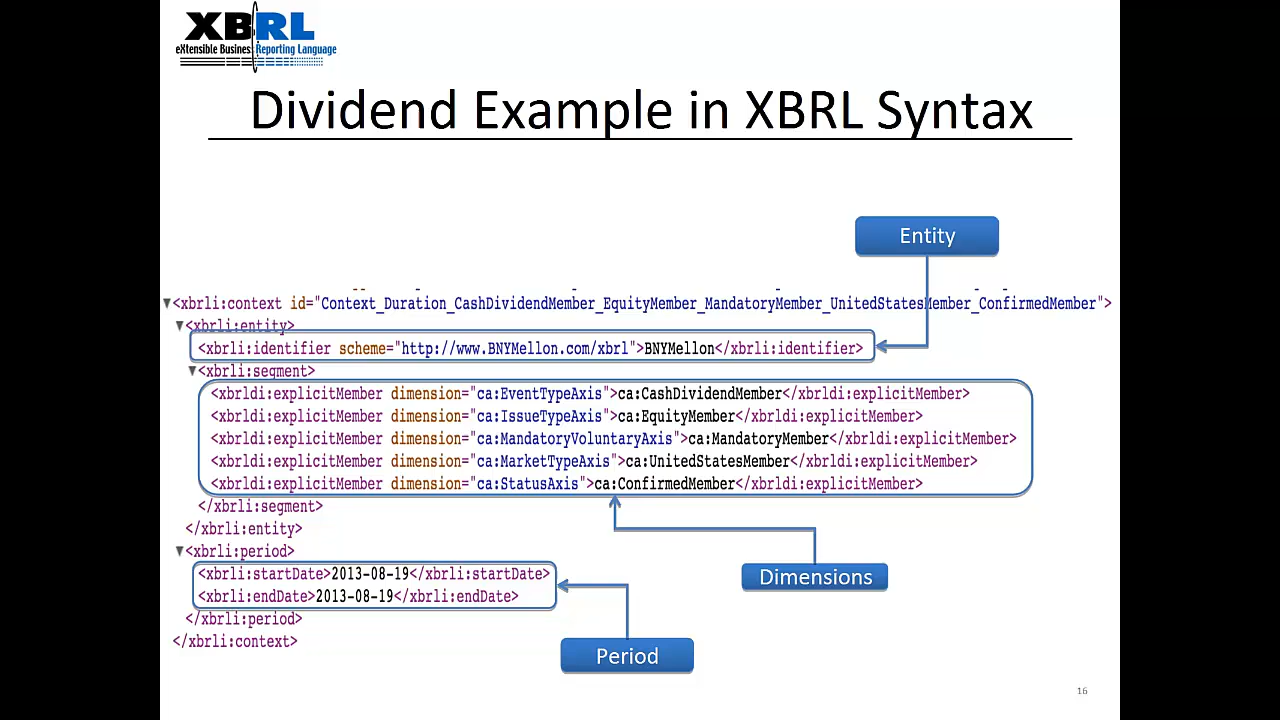 XBRL
eXtensible Business Reporting Language
Dividend Example in XBRL Syntax
Entity
<xbrli:context id="Context_Duration_CashDividendMember_EquityMember_MandatoryMember_UnitedStatesMember_ConfirmedMember">
<xbrli:entity>
<xbrli:identifier scheme="http://www.BNYMellon.com/xbrl">BNYMellon</xbrli:identifier>
<xbrli:segment>
<xbrldi:explicitMember dimension="ca:EventTypeAxis">ca:CashDividendMember</xbrldi:explicitMember>
<xbrldi:explicitMember dimension="ca:IssueTypeAxis">ca:EquityMember</xbrldi:explicitMember>
<xbrldi:explicitMember dimension="ca:MandatoryVoluntaryAxis">ca:MandatoryMember</xbrldi:explicitMember>
<xbrldi:explicitMember dimension="ca:MarketTypeAxis">ca:UnitedStatesMember</xbrldi:explicitMember>
<xbrldi:explicitMember dimension="ca:StatusAxis">ca:ConfirmedMember</xbrldi:explicitMember>
</xbrli:segment>
</xbrli:entity>
<xbrli:period>
<xbrli:startDate>2013-08-19</xbrli:startDate>
<xbrli:endDate>2013-08-19</xbrli:endDate>
</xbrli:period>
</xbrli:context>
Dimensions
Period
16